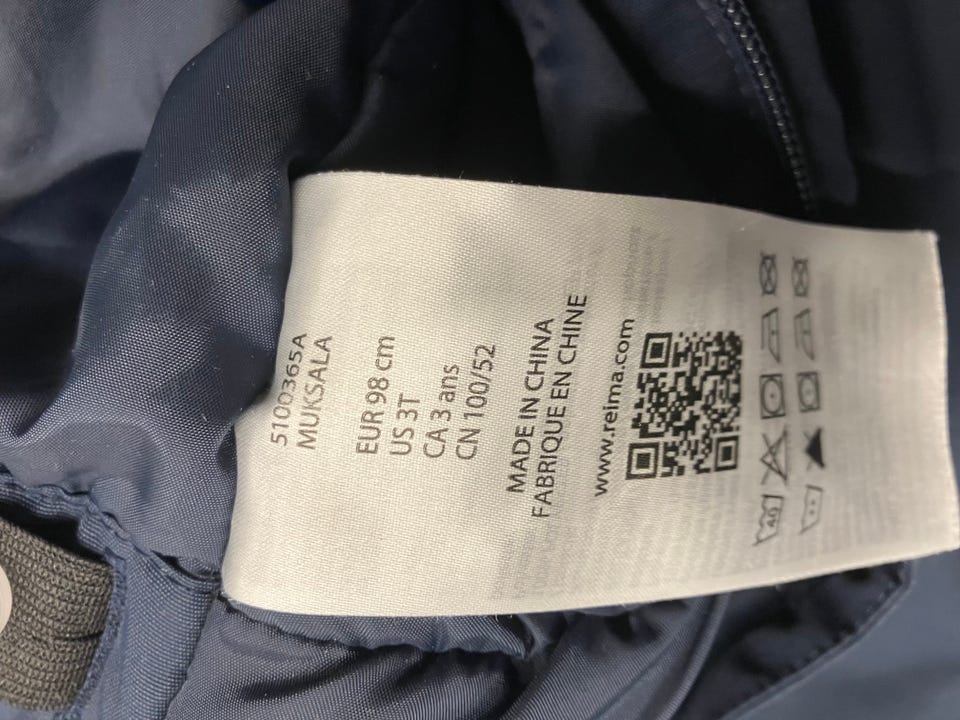 5100365A
MUKSALA
EUR 98 cm
US 3T
CA 3 ans
CN 100/52
MADE IN CHINA
FABRIQUE EN CHINE
www.reima.com
40